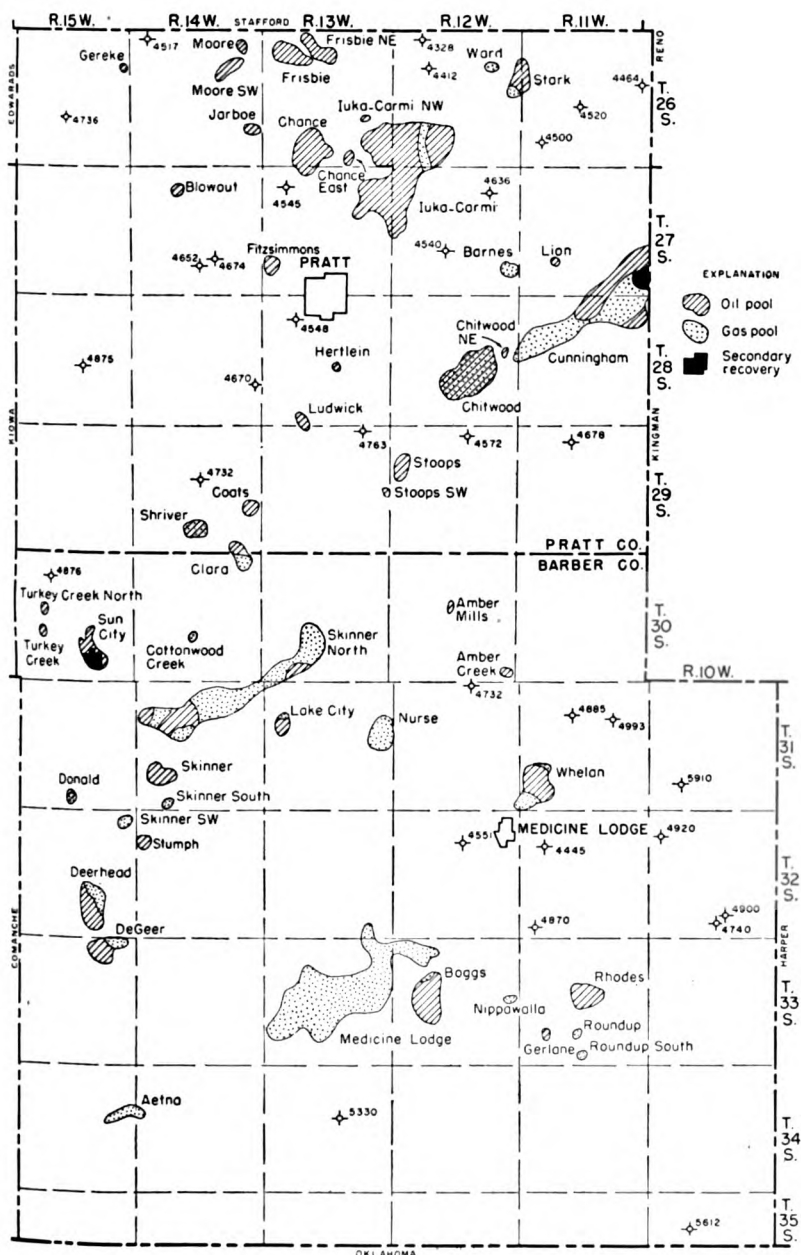 R.15W. R.14W. STAFFORD R.13W. R.12W. R.11W.
EDWARDS
RENO
T. 26 S.
Gereke
4517
Moore
Frisbie NE
4328
Ward
4464
Moore SW
Frisbie
4412
Stark
4736
Jarboe
Chance
Iuka-Carmi NW
4520
4500
Chance East
Blowout
4545
4636
Iuka-Carmi
T. 27 S.
4652
4674
Fitzsimmons
PRATT
4540
Barnes
Lion
EXPLANATION
Oil pool
Gas pool
Secondary recovery
4548
Chitwood NE
Cunningham
T. 28 S.
4875
4670
Hertlein
Chitwood
Ludwick
4763
4572
4678
KIOWA
KINGMAN
Stoops
Stoops SW
T. 29 S.
4732
Coats
Shriver
Clara
PRATT CO.
BARBER CO.
4876
Turkey Creek North
Sun City
Turkey Creek
Cottonwood Creek
Skinner North
Amber Mills
T. 30 S.
Amber Creek
R.10W.
4732
Lake City
Nurse
4885
4993
T. 31 S.
Donald
Skinner
Skinner South
Whelan
5910
Skinner SW
Stumph
4551
MEDICINE LODGE
4445
4920
T. 32 S.
Deerhead
DeGeer
4870
4900
4740
COMANCHE
HARPER
Medicine Lodge
Boggs
Nippawalla
Rhodes
Gerlane
Roundup
Roundup South
T. 33 S.
Aetna
5330
T. 34 S.
5612
T. 35 S.
OKLAHOMA